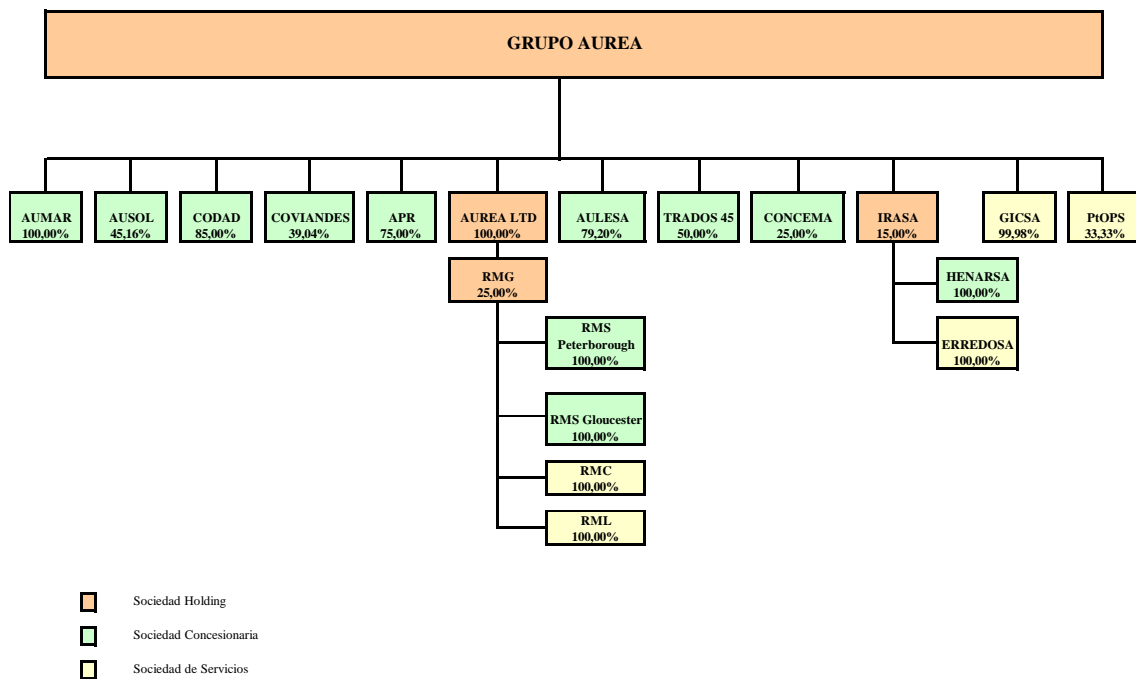 GRUPO AUREA
AUMAR
100,00%
AUSOL
45,16%
CODAD
85,00%
COVIANDES
39,04%
APR
75,00%
AUREA LTD
100,00%
AULESA
79,20%
TRADOS 45
50,00%
CONCEMA
25,00%
IRASA
15,00%
GICSA
99,98%
PtOPS
33,33%
RMG
25,00%
HENARSA
100,00%
RMS
Peterborough
100,00%
ERREDOSA
100,00%
RMS Gloucester
100,00%
RMC
100,00%
RML
100,00%
Sociedad Holding
Sociedad Concesionaria
Sociedad de Servicios